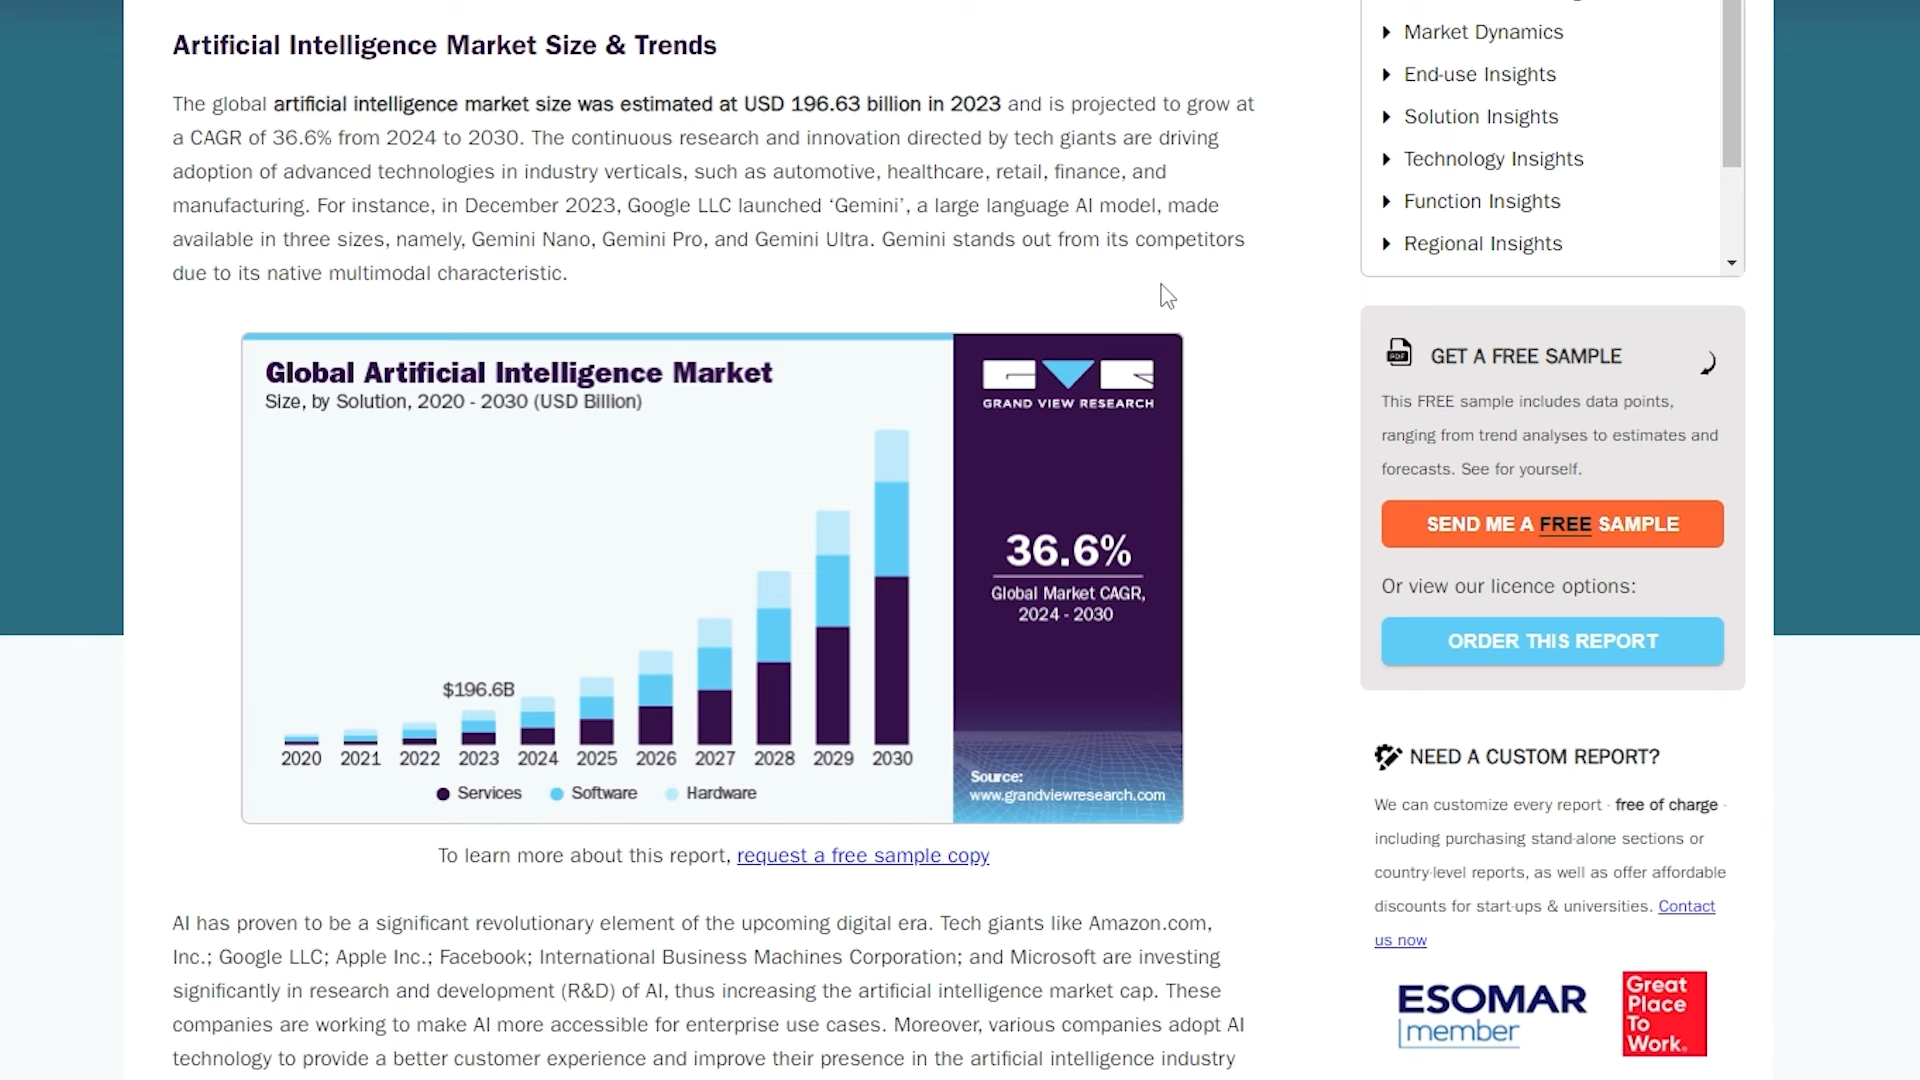 Artificial Intelligence Market Size & Trends
The global artificial intelligence market size was estimated at USD 196.63 billion in 2023 and is projected to grow at
a CAGR of 36.6% from 2024 to 2030. The continuous research and innovation directed by tech giants are driving
adoption of advanced technologies in industry verticals, such as automotive, healthcare, retail, finance, and
manufacturing. For instance, in December 2023, Google LLC launched ‘Gemini’, a large language AI model, made
available in three sizes, namely, Gemini Nano, Gemini Pro, and Gemini Ultra. Gemini stands out from its competitors
due to its native multimodal characteristic.
Global Artificial Intelligence Market
Size, by Solution, 2020 - 2030 (USD Billion)
$196.6B
2020 2021 2022 2023 2024 2025 2026 2027 2028 2029 2030
Services Software Hardware
GRAND VIEW RESEARCH
36.6%
Global Market CAGR,
2024 - 2030
Source:
www.grandviewresearch.com
To learn more about this report, request a free sample copy
AI has proven to be a significant revolutionary element of the upcoming digital era. Tech giants like Amazon.com,
Inc.; Google LLC; Apple Inc.; Facebook; International Business Machines Corporation; and Microsoft are investing
significantly in research and development (R&D) of AI, thus increasing the artificial intelligence market cap. These
companies are working to make AI more accessible for enterprise use cases. Moreover, various companies adopt AI
technology to provide a better customer experience and improve their presence in the artificial intelligence industry
Market Dynamics
End-use Insights
Solution Insights
Technology Insights
Function Insights
Regional Insights
PDF
GET A FREE SAMPLE
This FREE sample includes data points,
ranging from trend analyses to estimates and
forecasts. See for yourself.
SEND ME A FREE SAMPLE
Or view our licence options:
ORDER THIS REPORT
NEED A CUSTOM REPORT?
We can customize every report - free of charge -
including purchasing stand-alone sections or
country-level reports, as well as offer affordable
discounts for start-ups & universities. Contact
us now
ESOMAR
member
Great
Place
To
Work.